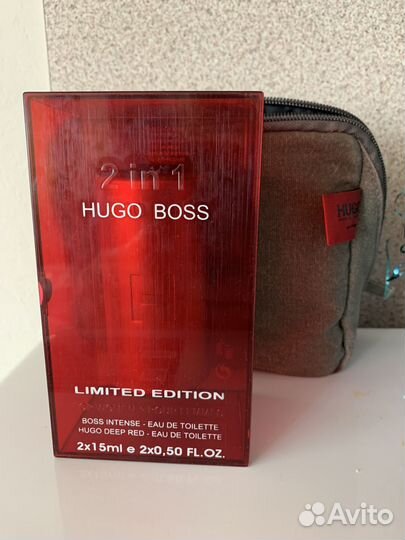 2 in 1
HUGO BOSS
LIMITED EDITION
BOSS INTENSE - EAU DE TOILETTE
HUGO DEEP RED - EAU DE TOILETTE
2x15ml e 2x0,50 FL.OZ.
HUGO
Avito